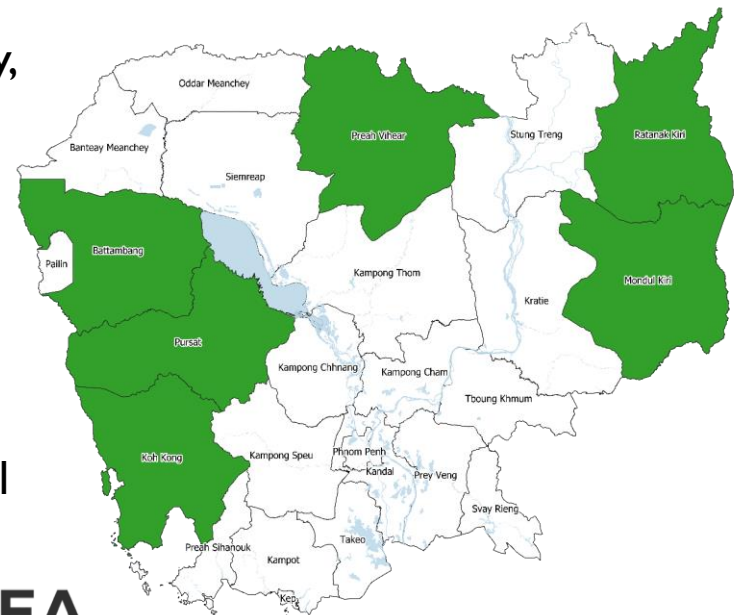 y,
Oddar Meanchey
Preah Vihear
Stung Treng
Ratanak Kiri
Banteay Meanchey
Siemreap
Battambang
Pailin
Kampong Thom
Mondul Kiri
Kratie
Pursat
Kampong Chhnang
Kampong Cham
Tboung Khmum
Koh Kong
Kampong Speu
Phnom Penh
Kandal
Prey Veng
Svay Rieng
Takeo
Preah Sihanouk
Kampot
Kep